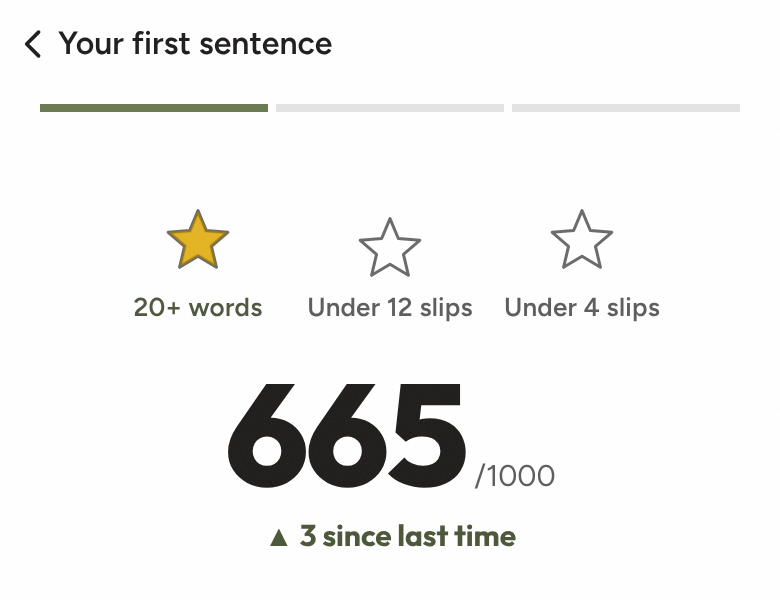 Your first sentence
20+ words Under 12 slips Under 4 slips
665 /1000
▲ 3 since last time